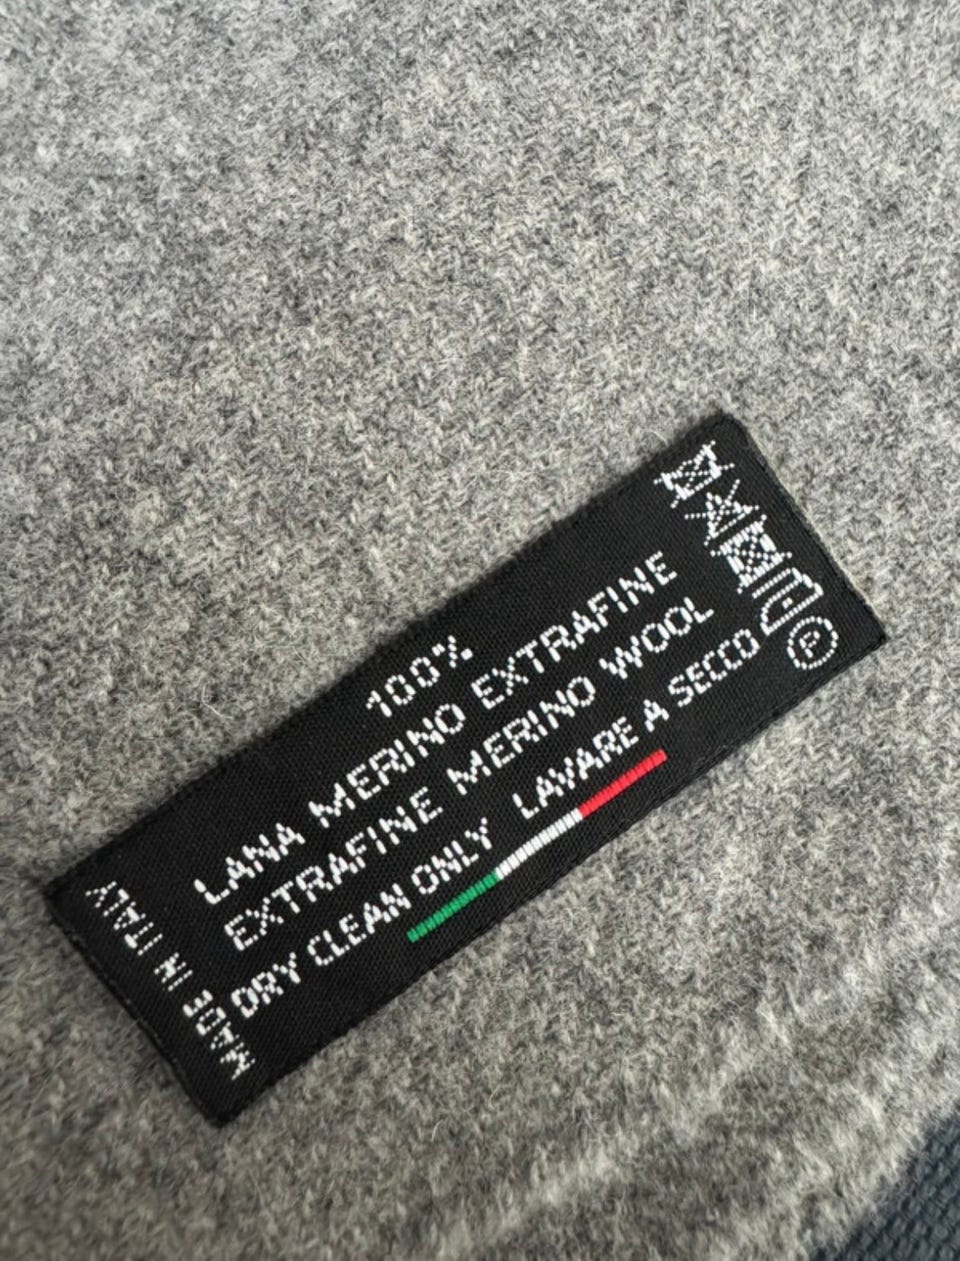 100%
LANA MERINO EXTRAFINE
EXTRAFINE MERINO WOOL
DRY CLEAN ONLY LAVARE A SECCO
MADE IN ITALY
P